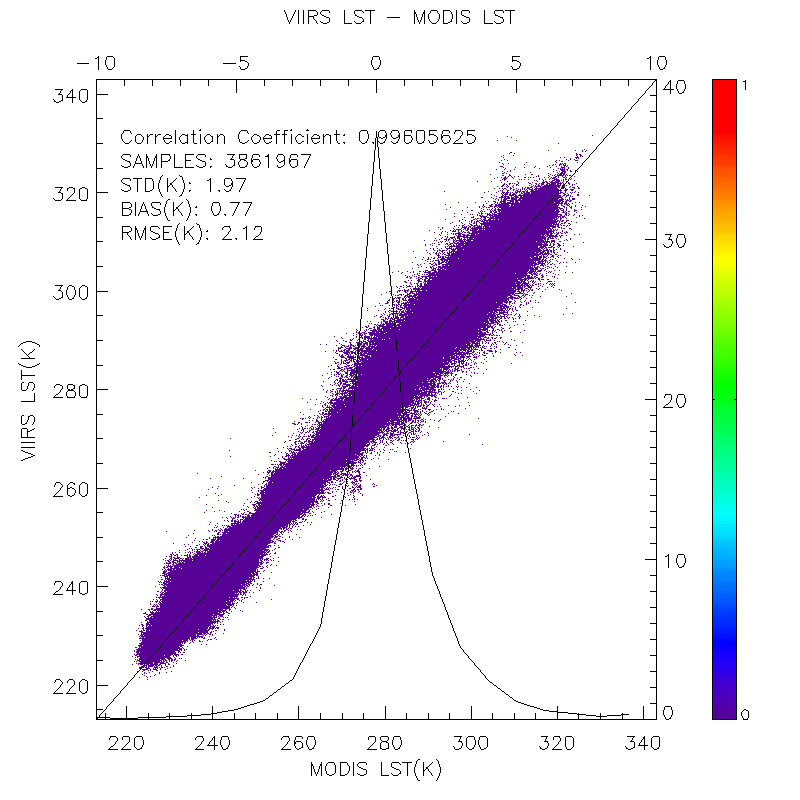 VIIRS LST − MODIS LST
−10 −5 0 5 10
Correlation Coefficient: 0.99605625
SAMPLES: 3861967
STD(K): 1.97
BIAS(K): 0.77
RMSE(K): 2.12
340
320
300
280
260
240
220
VIIRS LST(K)
40
30
20
10
0
1
0
220 240 260 280 300 320 340
MODIS LST(K)